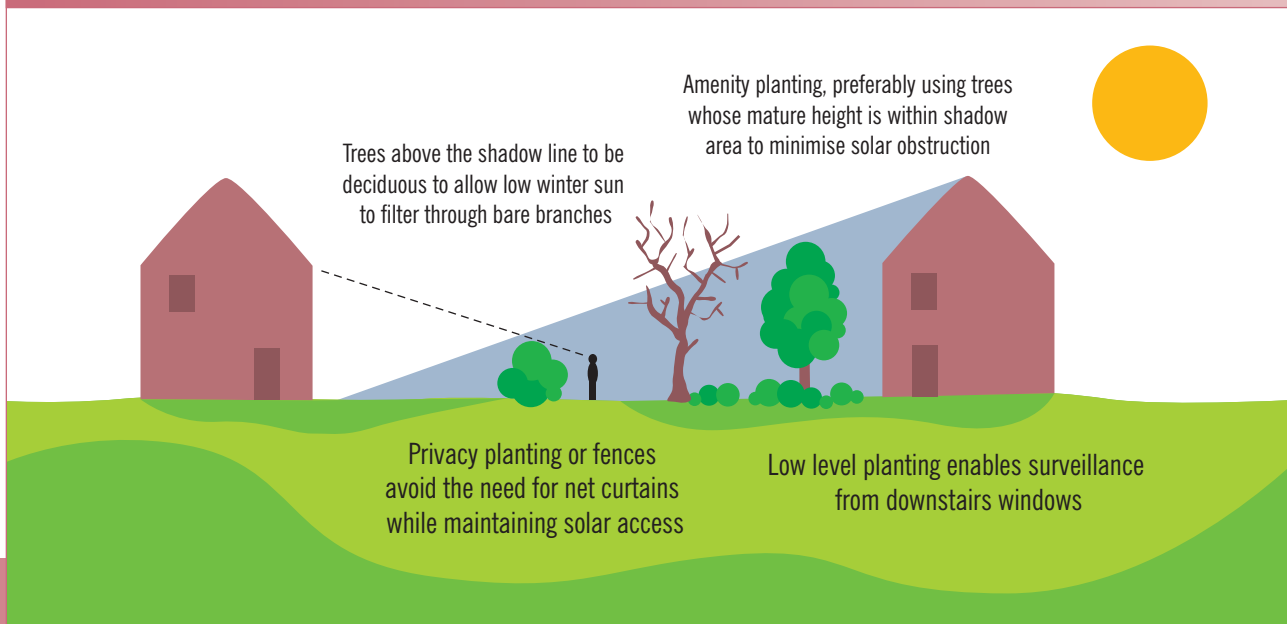 Amenity planting, preferably using trees
whose mature height is within shadow
area to minimise solar obstruction
Trees above the shadow line to be
deciduous to allow low winter sun
to filter through bare branches
Privacy planting or fences
avoid the need for net curtains
while maintaining solar access
Low level planting enables surveillance
from downstairs windows